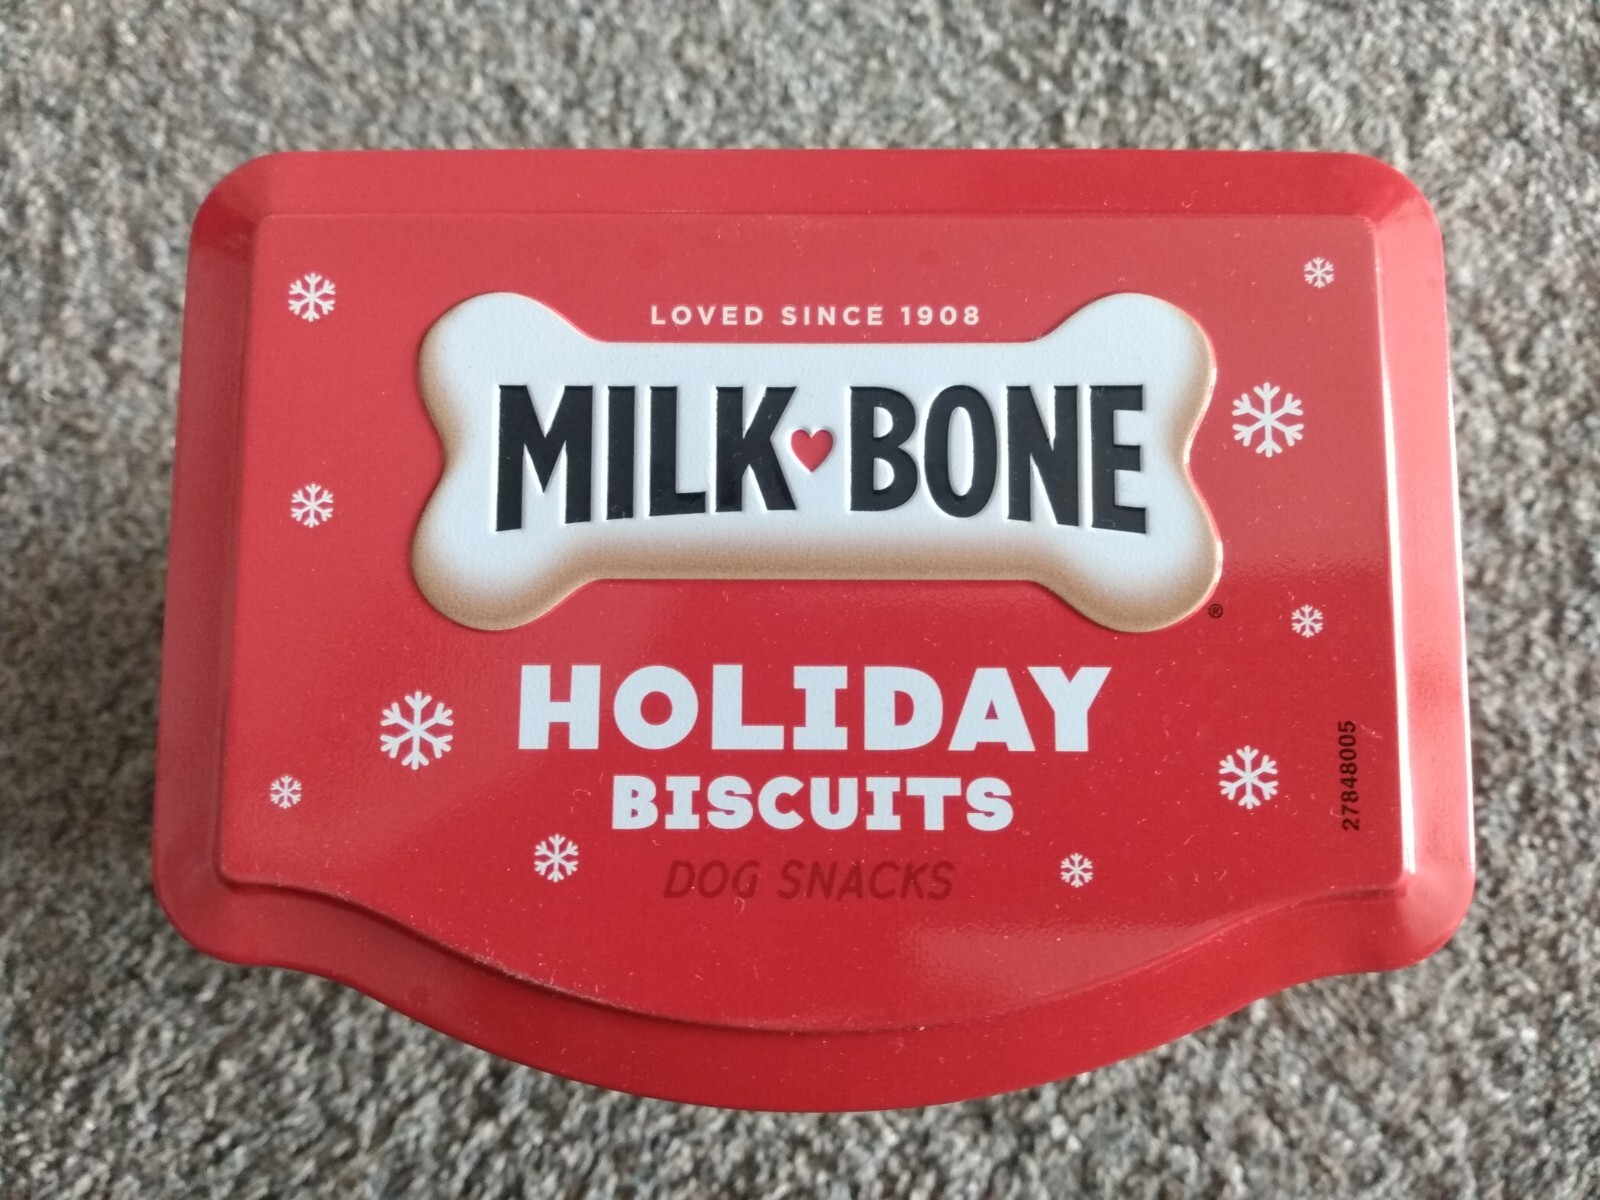 LOVED SINCE 1908
MILK BONE
®
HOLIDAY
BISCUITS
DOG SNACKS
27848005